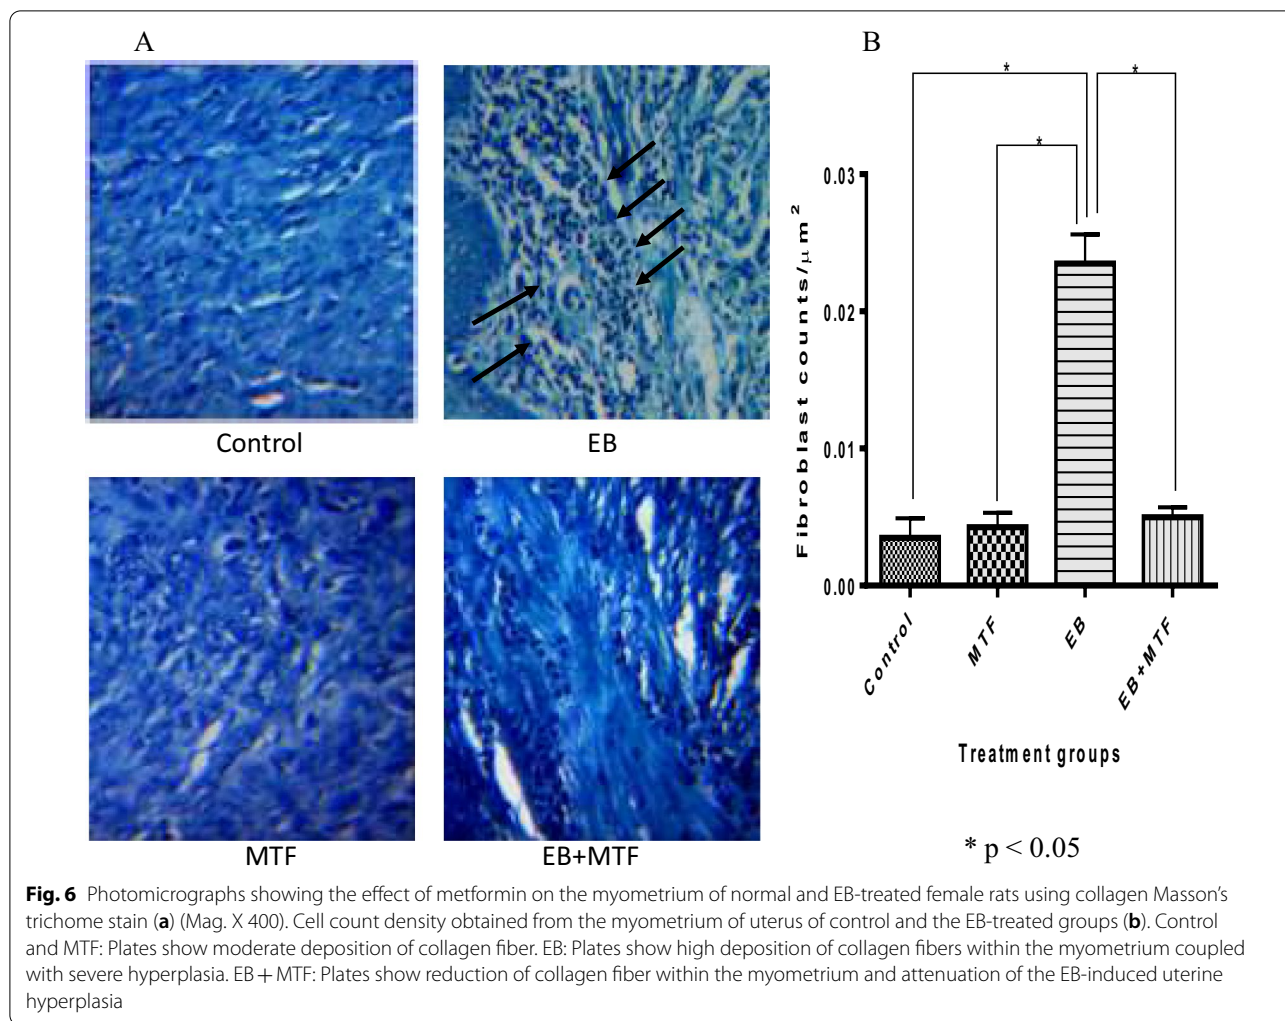 A
Control
EB
MTF
EB+MTF
B
*
*
*
Fibroblast counts/μm²
0.03
0.02
0.01
0.00
Control
MTF
EB
EB+MTF
Treatment groups
* p < 0.05
Fig. 6 Photomicrographs showing the effect of metformin on the myometrium of normal and EB-treated female rats using collagen Masson's
trichome stain (a) (Mag. X 400). Cell count density obtained from the myometrium of uterus of control and the EB-treated groups (b). Control
and MTF: Plates show moderate deposition of collagen fiber. EB: Plates show high deposition of collagen fibers within the myometrium coupled
with severe hyperplasia. EB + MTF: Plates show reduction of collagen fiber within the myometrium and attenuation of the EB-induced uterine
hyperplasia